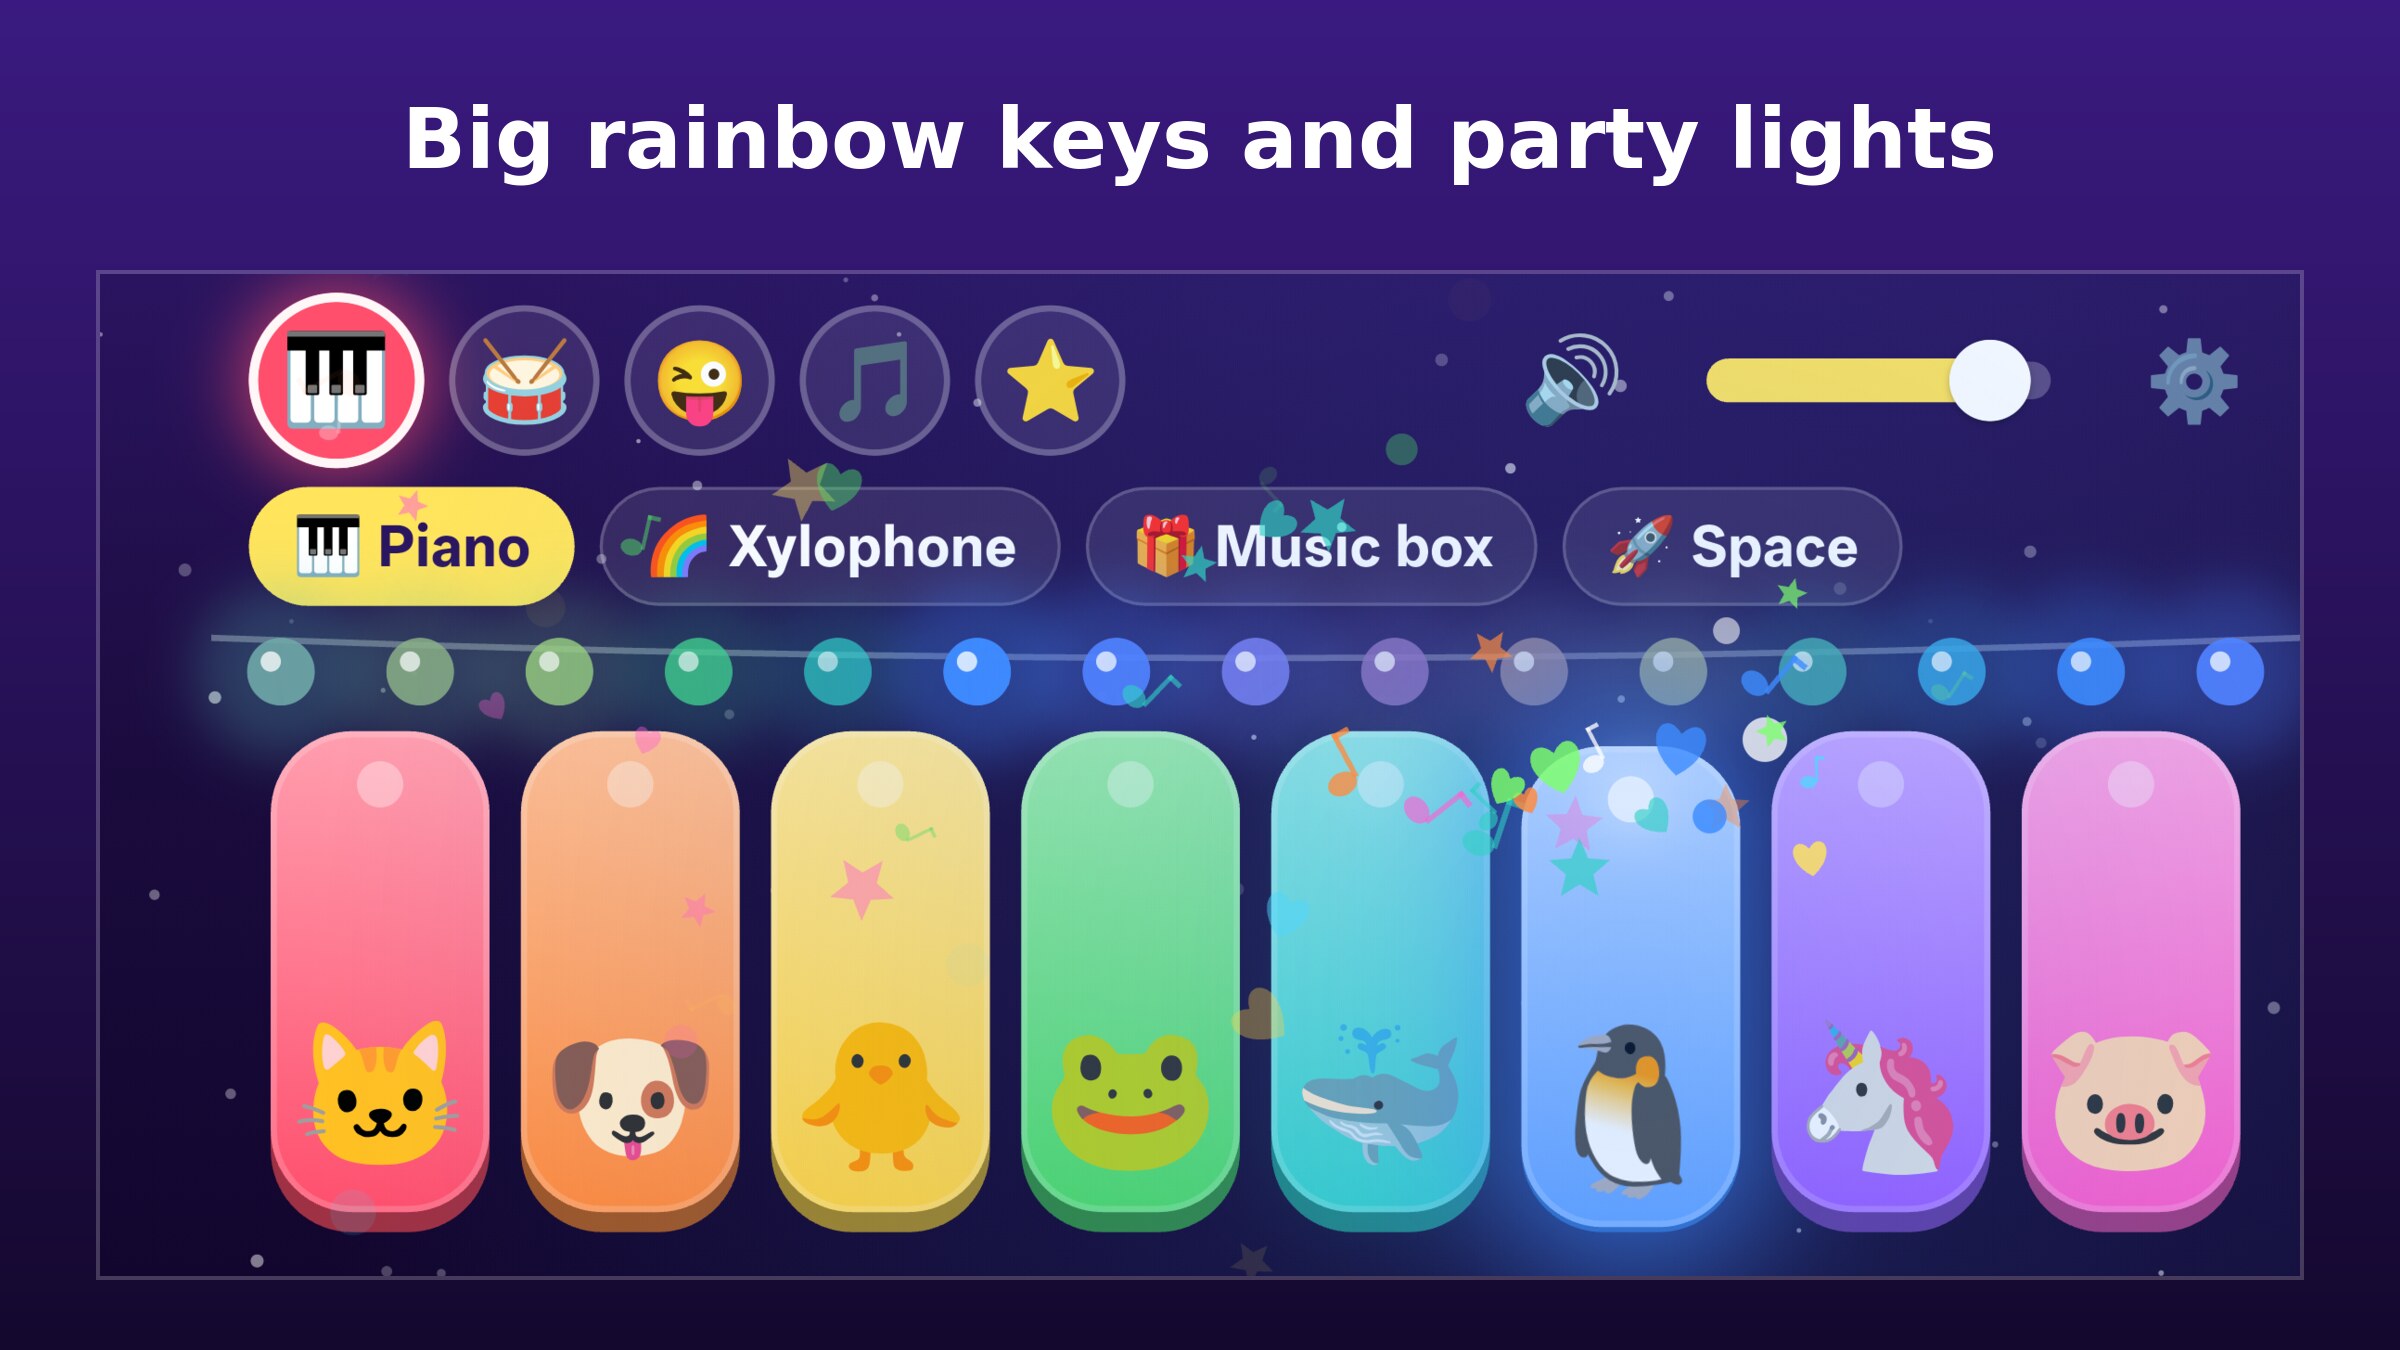 Big rainbow keys and party lights
Piano
Xylophone
Music box
Space